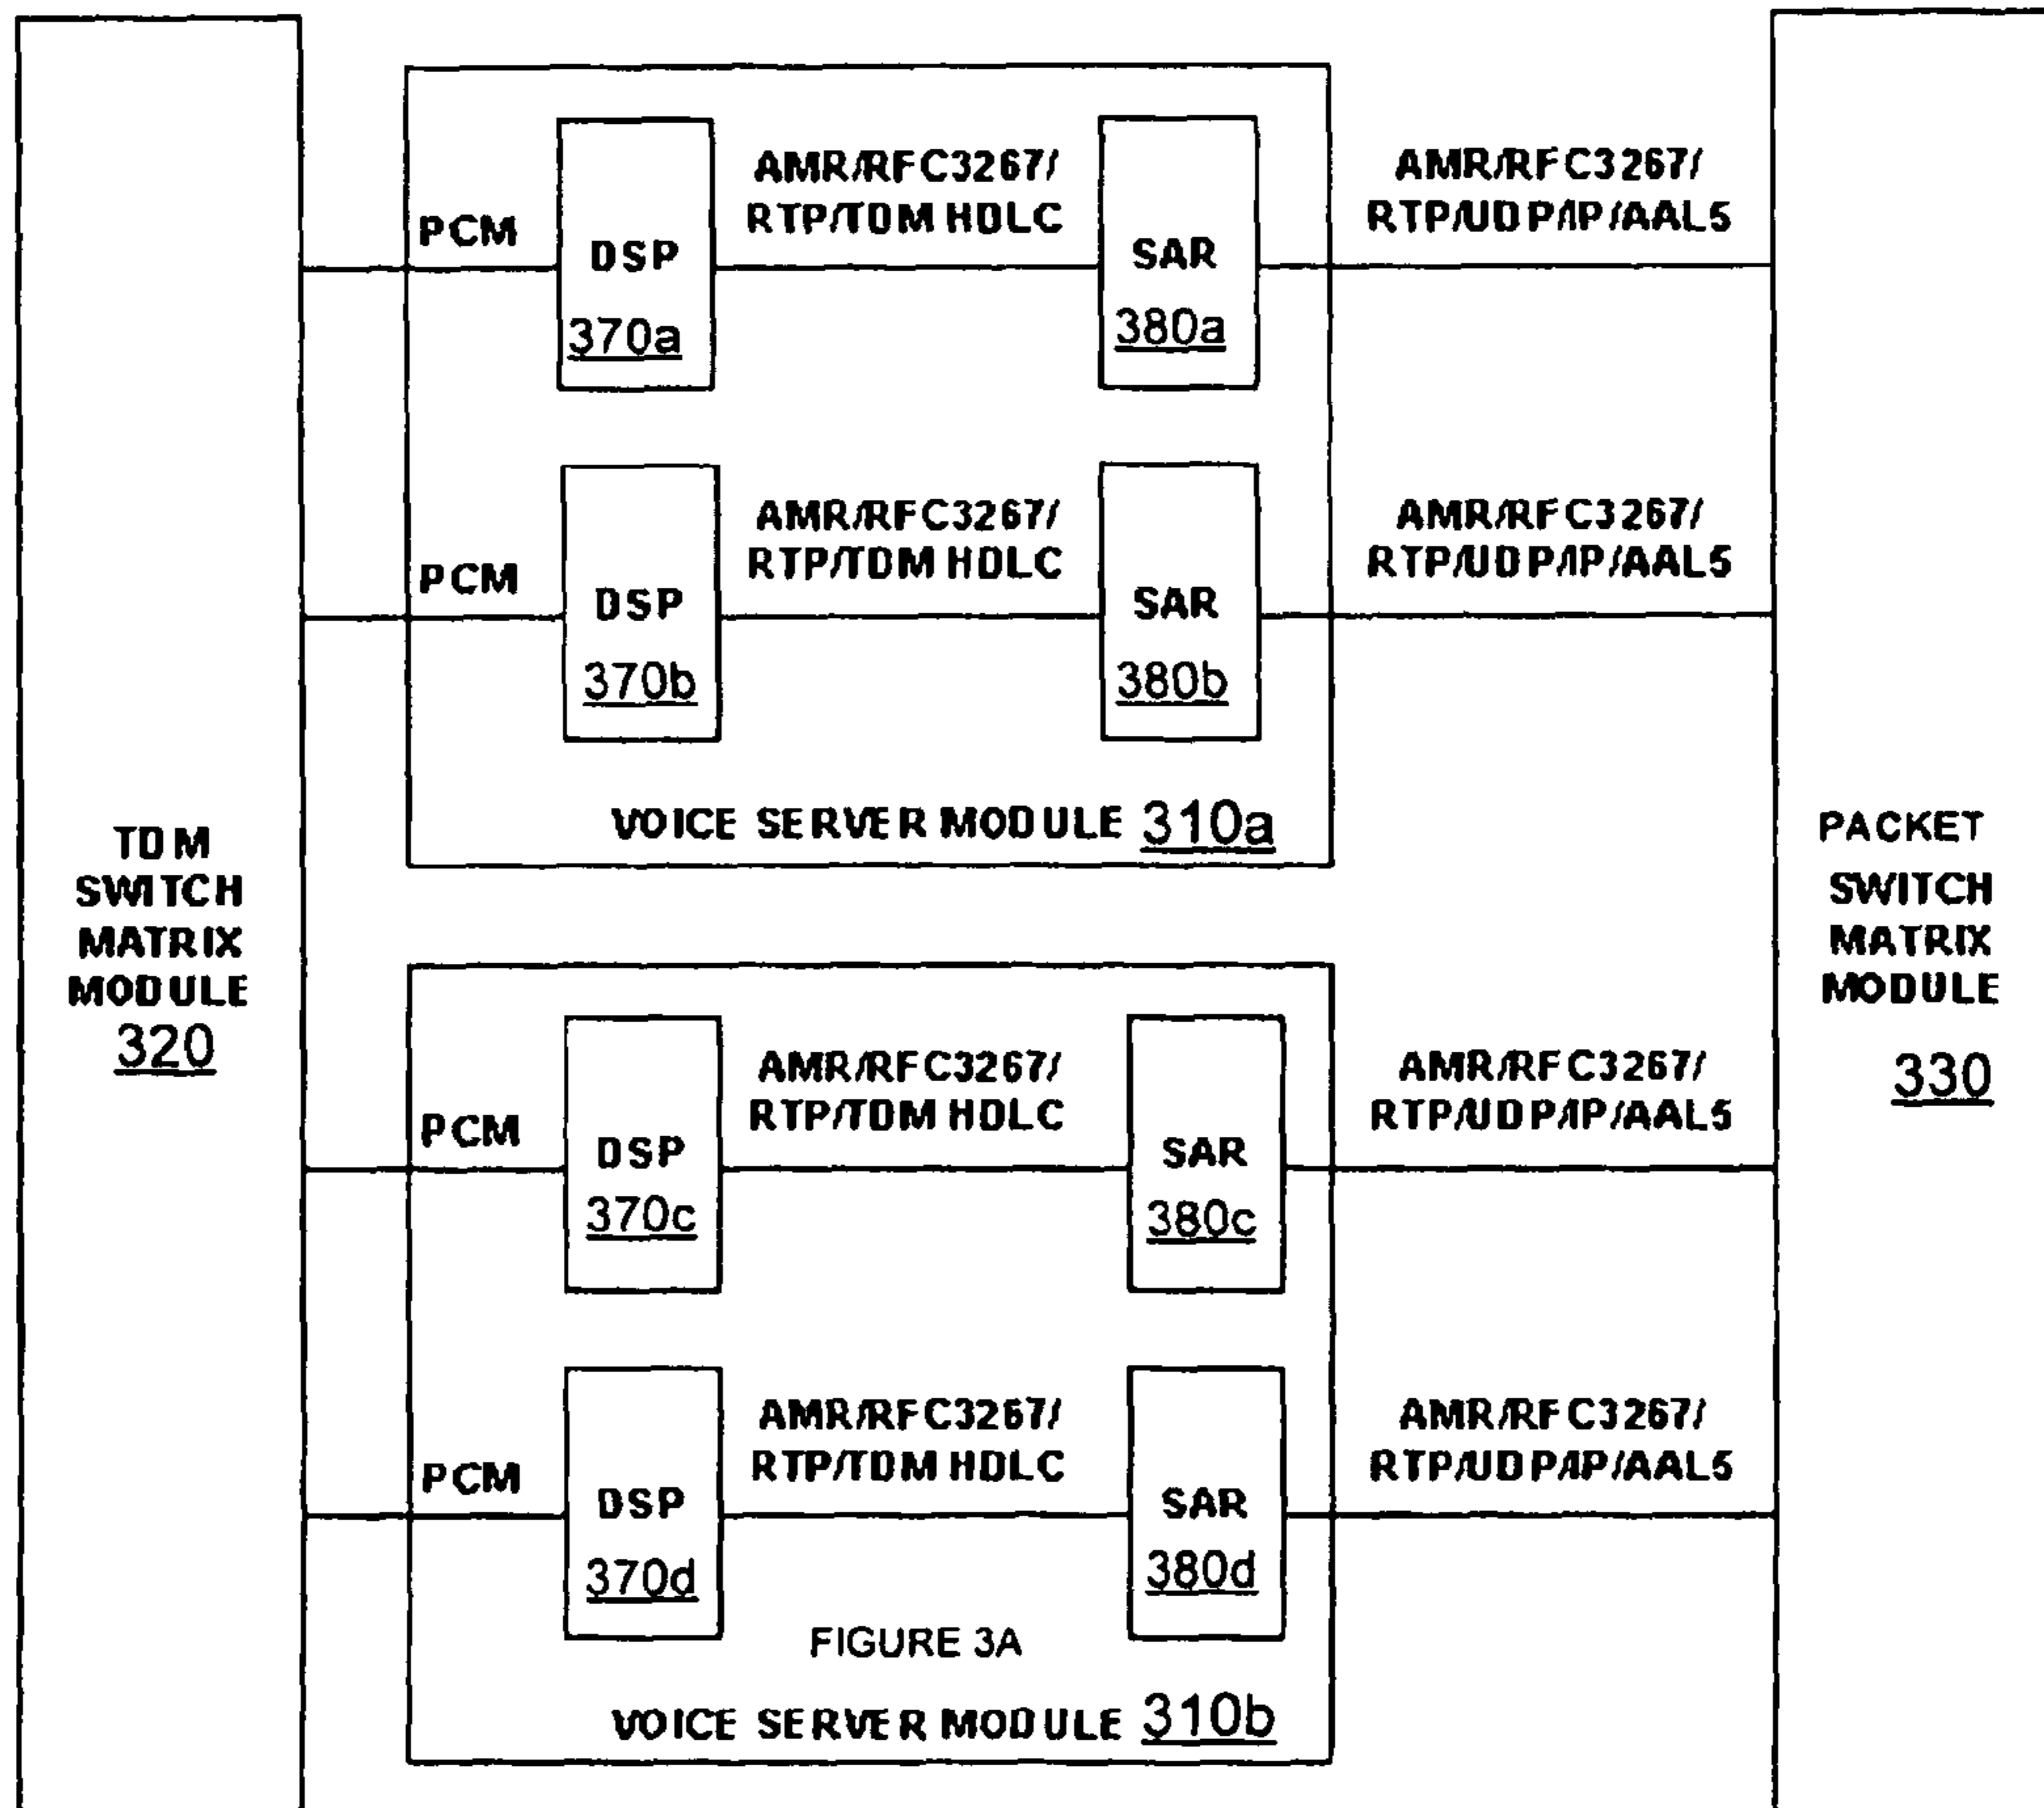 AMR/RFC3267/
RTP/TDM HDLC
AMR/RFC3267/
RTP/UDP/IP/AAL5
PCM
DSP
370a
SAR
380a
AMR/RFC3267/
RTP/TDM HDLC
AMR/RFC3267/
RTP/UDP/IP/AAL5
PCM
DSP
370b
SAR
380b
VOICE SERVER MODULE 310a
TDM
SWITCH
MATRIX
MODULE
320
PACKET
SWITCH
MATRIX
MODULE
330
AMR/RFC3267/
RTP/TDM HDLC
AMR/RFC3267/
RTP/UDP/IP/AAL5
PCM
DSP
370c
SAR
380c
AMR/RFC3267/
RTP/TDM HDLC
AMR/RFC3267/
RTP/UDP/IP/AAL5
PCM
DSP
370d
SAR
380d
FIGURE 3A
VOICE SERVER MODULE 310b